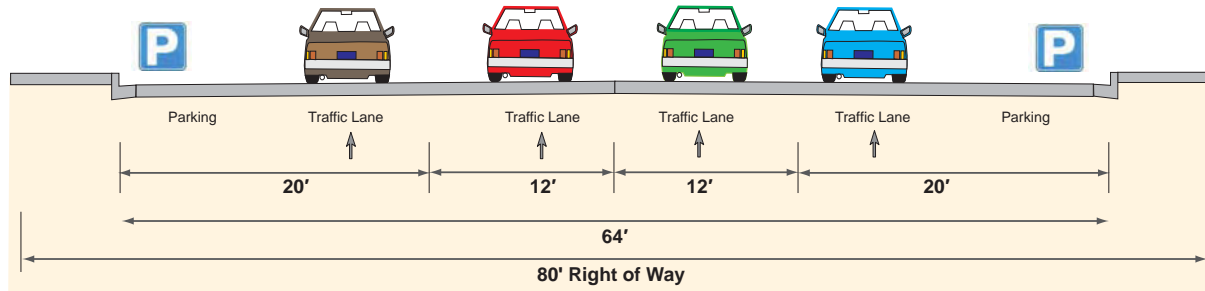 P P
Parking Traffic Lane Traffic Lane Traffic Lane Traffic Lane Parking
20' 12' 12' 20'
64'
80' Right of Way